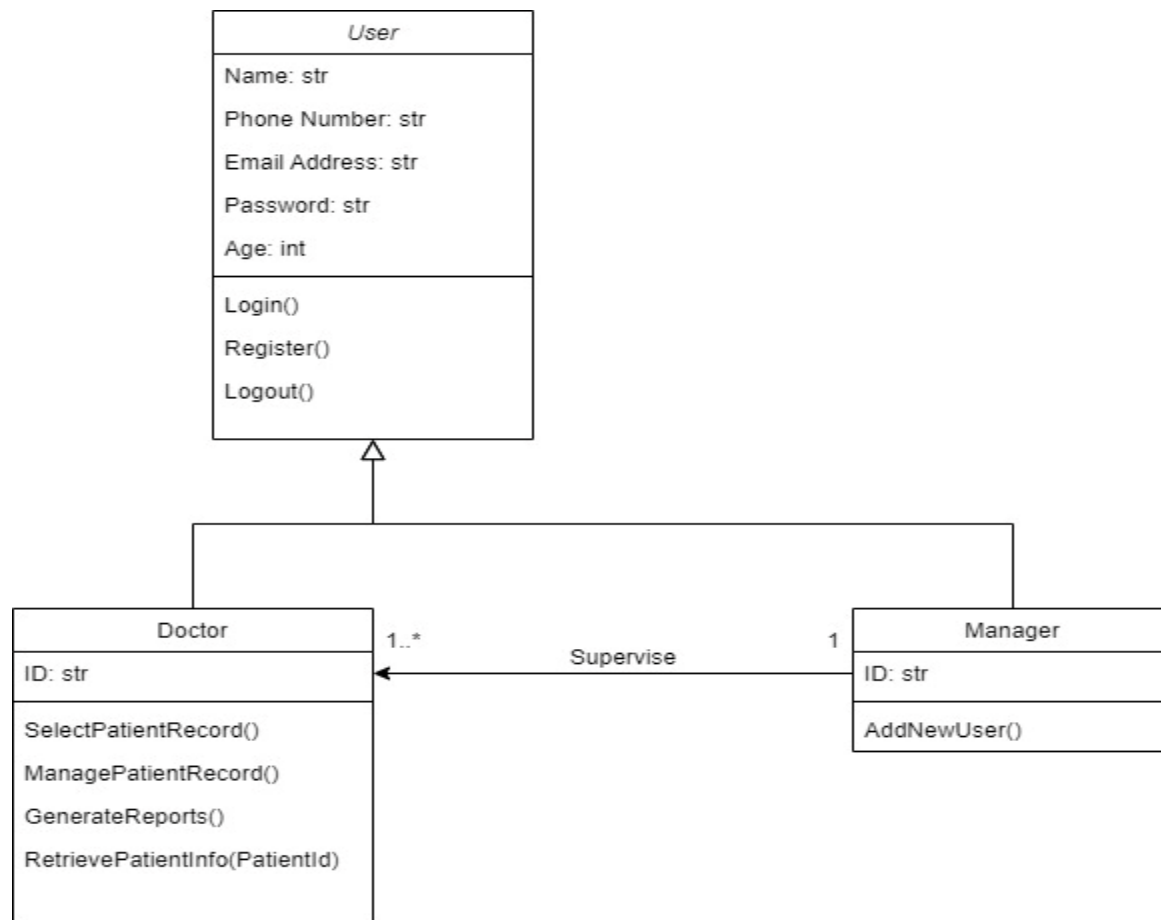 User
Name: str
Phone Number: str
Email Address: str
Password: str
Age: int
Login()
Register()
Logout()
Doctor
ID: str
SelectPatientRecord()
ManagePatientRecord()
GenerateReports()
RetrievePatientInfo(PatientId)
1..*
Supervise
1
Manager
ID: str
AddNewUser()